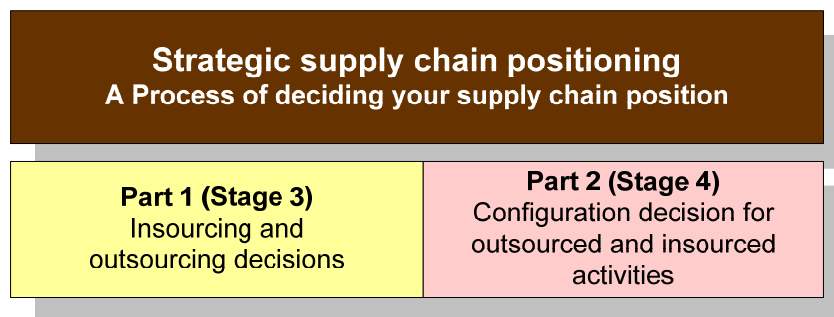 Strategic supply chain positioning
A Process of deciding your supply chain position
Part 1 (Stage 3)
Insourcing and
outsourcing decisions
Part 2 (Stage 4)
Configuration decision for
outsourced and insourced
activities